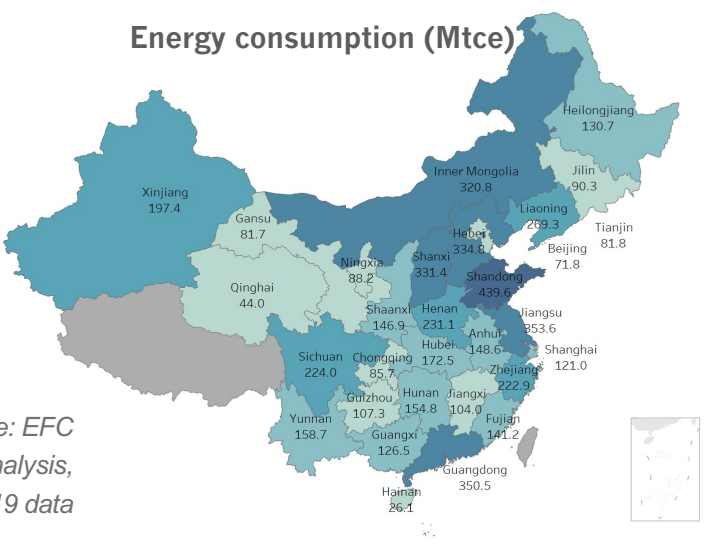 Energy consumption (Mtce)
Heilongjiang
130.7
Jilin
90.3
Inner Mongolia
320.8
Xinjiang
197.4
Liaoning
269.3
Gansu
81.7
Tianjin
81.8
Hebei
334.8
Beijing
71.8
Shanxi
331.4
Ningxia
88.2
Shandong
439.6
Qinghai
44.0
Shaanxi
146.9
Henan
231.1
Jiangsu
353.6
Anhui
148.6
Hubei
172.5
Shanghai
121.0
Sichuan
224.0
Chongqing
85.7
Zhejiang
222.9
Guizhou
107.3
Hunan
154.8
Jiangxi
104.0
Yunnan
158.7
Fujian
141.2
Guangxi
126.5
Guangdong
350.5
Hainan
26.1
e: EFC
nalysis,
19 data